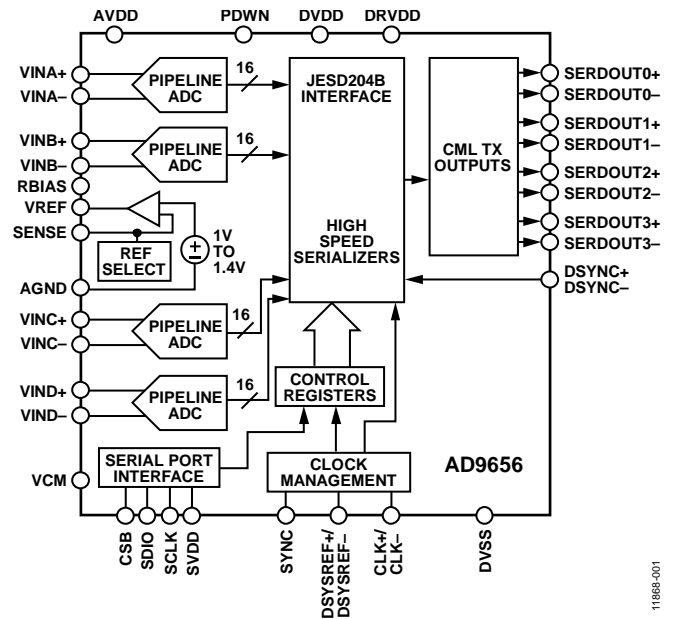 AVDD
PDWN
DVDD
DRVDD
VINA+
VINA–
PIPELINE
ADC
16
JESD204B
INTERFACE
HIGH
SPEED
SERIALIZERS
CML TX
OUTPUTS
SERDOUT0+
SERDOUT0–
SERDOUT1+
SERDOUT1–
SERDOUT2+
SERDOUT2–
SERDOUT3+
SERDOUT3–
DSYNC+
DSYNC–
VINB+
VINB–
PIPELINE
ADC
16
RBIAS
VREF
SENSE
REF
SELECT
1V
TO
1.4V
AGND
VINC+
VINC–
PIPELINE
ADC
16
VIND+
VIND–
PIPELINE
ADC
16
CONTROL
REGISTERS
VCM
SERIAL PORT
INTERFACE
CLOCK
MANAGEMENT
AD9656
CSB
SDIO
SCLK
SVDD
SYNC
DSYSREF+/
DSYSREF–
CLK+/
CLK–
DVSS
11868-001